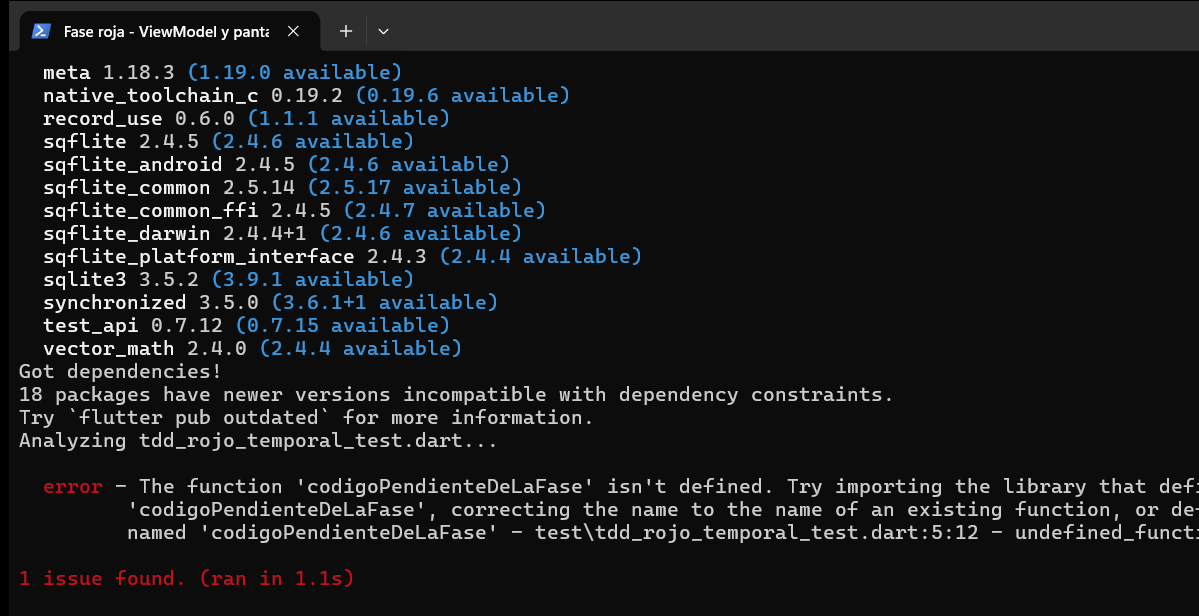 Fase roja - ViewModel y panta
meta 1.18.3 (1.19.0 available)
native_toolchain_c 0.19.2 (0.19.6 available)
record_use 0.6.0 (1.1.1 available)
sqflite 2.4.5 (2.4.6 available)
sqflite_android 2.4.5 (2.4.6 available)
sqflite_common 2.5.14 (2.5.17 available)
sqflite_common_ffi 2.4.5 (2.4.7 available)
sqflite_darwin 2.4.4+1 (2.4.6 available)
sqflite_platform_interface 2.4.3 (2.4.4 available)
sqlite3 3.5.2 (3.9.1 available)
synchronized 3.5.0 (3.6.1+1 available)
test_api 0.7.12 (0.7.15 available)
vector_math 2.4.0 (2.4.4 available)
Got dependencies!
18 packages have newer versions incompatible with dependency constraints.
Try `flutter pub outdated` for more information.
Analyzing tdd_rojo_temporal_test.dart...
error - The function 'codigoPendienteDeLaFase' isn't defined. Try importing the library that defi
'codigoPendienteDeLaFase', correcting the name to the name of an existing function, or de
named 'codigoPendienteDeLaFase' - test\tdd_rojo_temporal_test.dart:5:12 - undefined_functi
1 issue found. (ran in 1.1s)